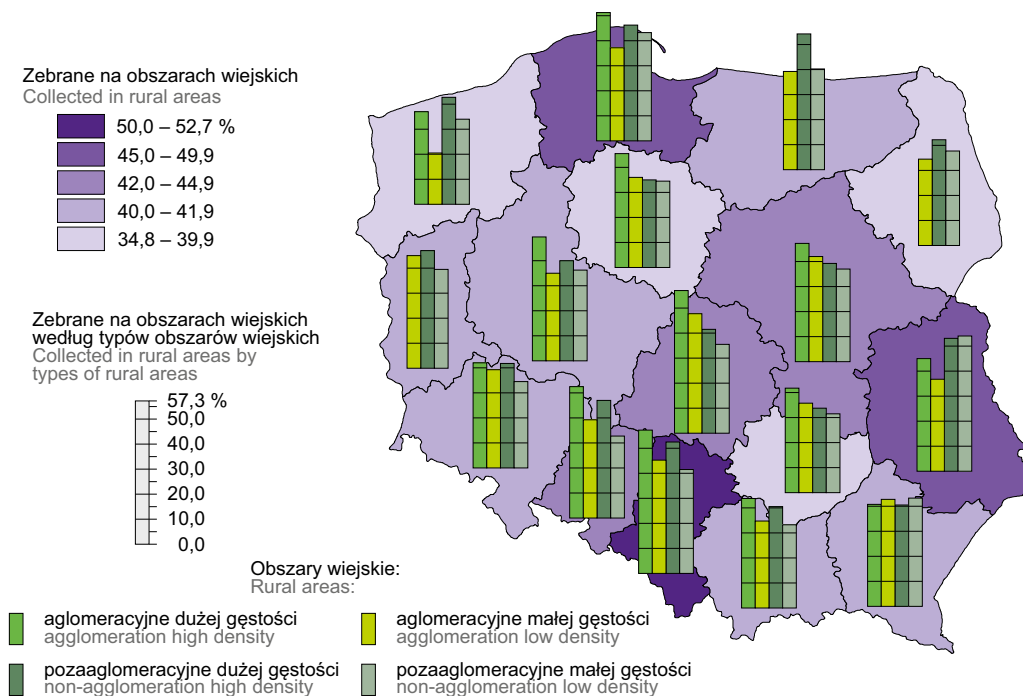 Zebrane na obszarach wiejskich
Collected in rural areas
50,0 – 52,7 %
45,0 – 49,9
42,0 – 44,9
40,0 – 41,9
34,8 – 39,9
Zebrane na obszarach wiejskich
według typów obszarów wiejskich
Collected in rural areas by
types of rural areas
57,3 %
50,0
40,0
30,0
20,0
10,0
0,0
Obszary wiejskie:
Rural areas:
aglomeracyjne dużej gęstości
agglomeration high density
aglomeracyjne małej gęstości
agglomeration low density
pozaaglomeracyjne dużej gęstości
non-agglomeration high density
pozaaglomeracyjne małej gęstości
non-agglomeration low density